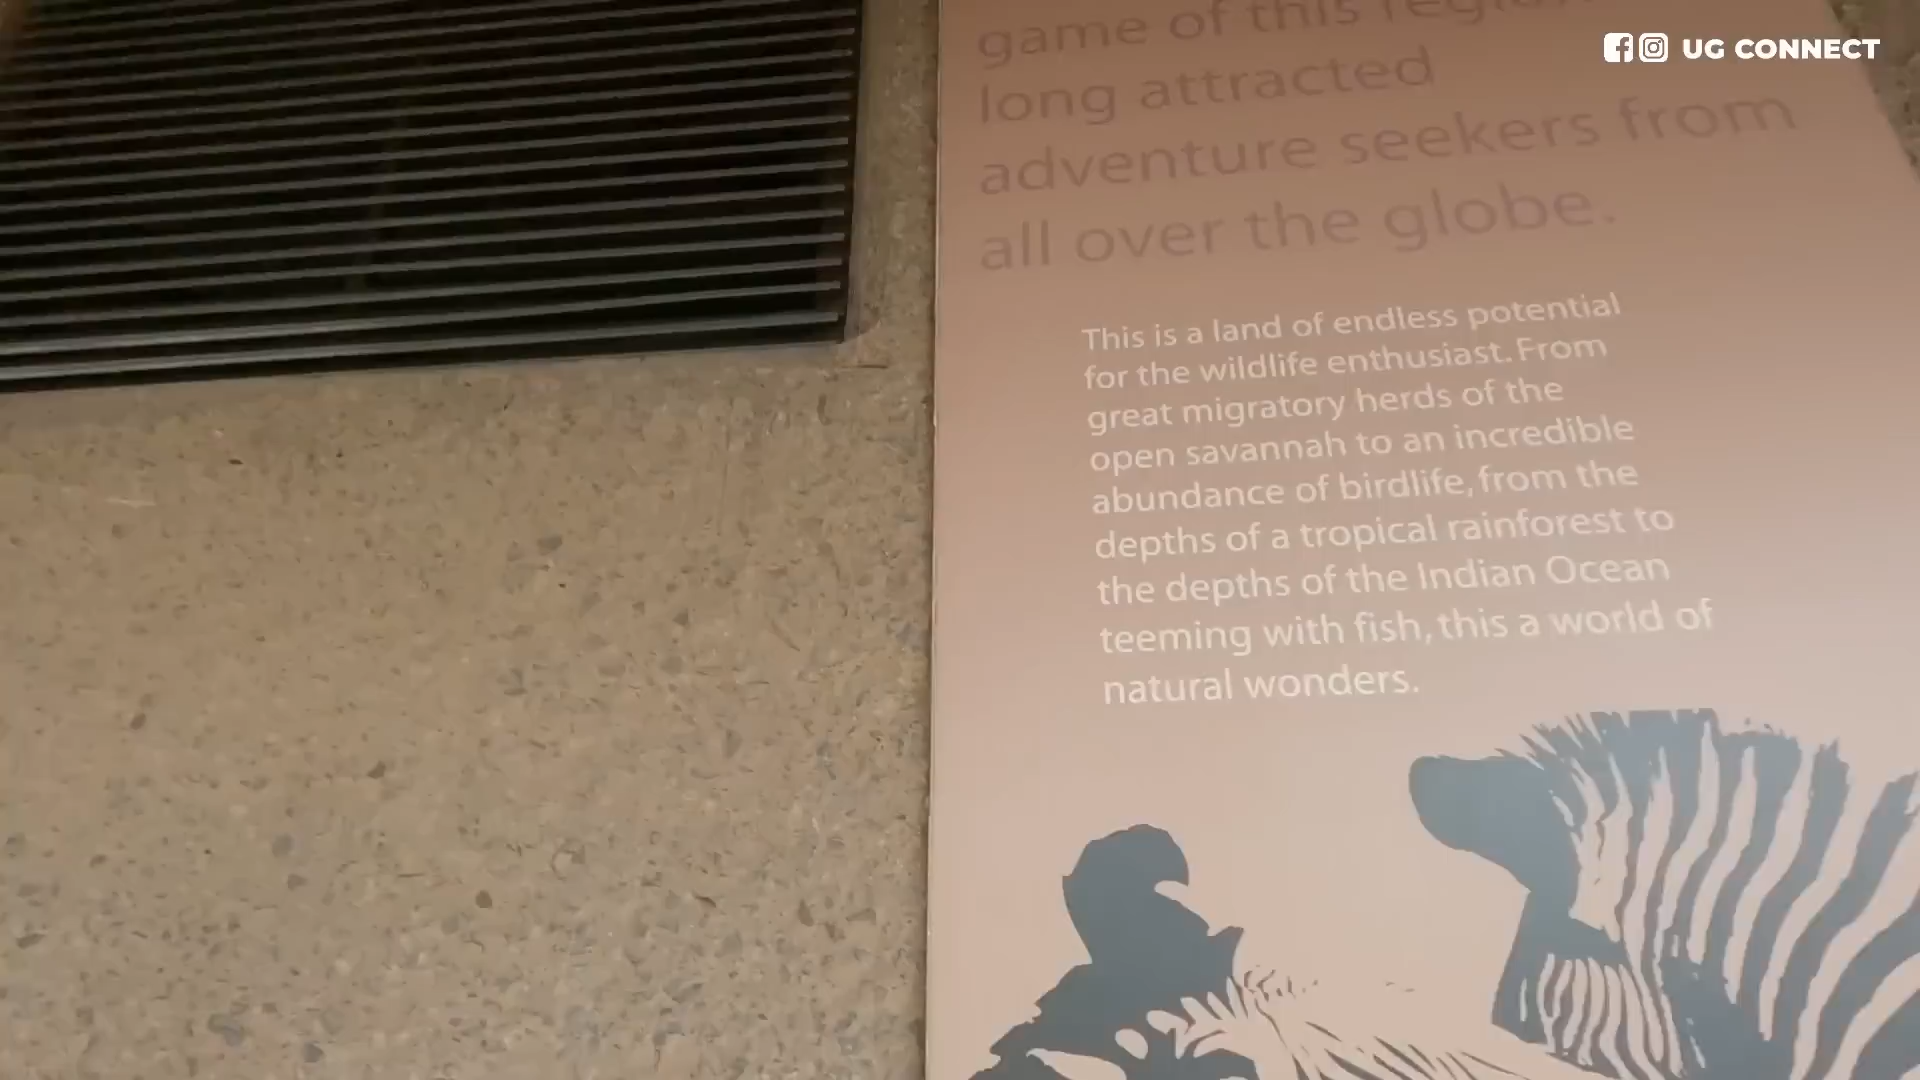 UG CONNECT
game of this region
long attracted
adventure seekers from
all over the globe.
This is a land of endless potential
for the wildlife enthusiast. From
great migratory herds of the
open savannah to an incredible
abundance of birdlife, from the
depths of a tropical rainforest to
the depths of the Indian Ocean
teeming with fish, this a world of
natural wonders.